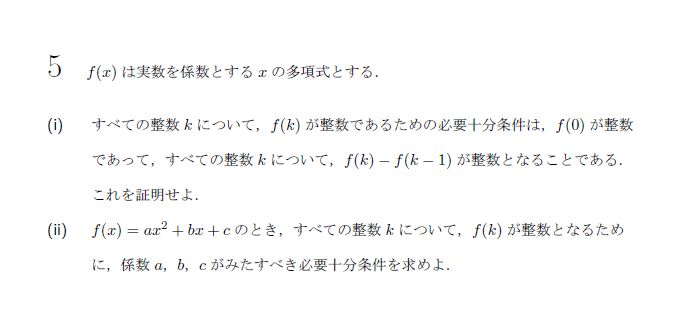 5 f(x) は実数を係数とする x の多項式とする.
(i) すべての整数 k について, f(k) が整数であるための必要十分条件は, f(0) が整数
であって, すべての整数 k について, f(k) − f(k − 1) が整数となることである.
これを証明せよ.
(ii) f(x) = ax² + bx + c のとき, すべての整数 k について, f(k) が整数となるため
に, 係数 a, b, c がみたすべき必要十分条件を求めよ.